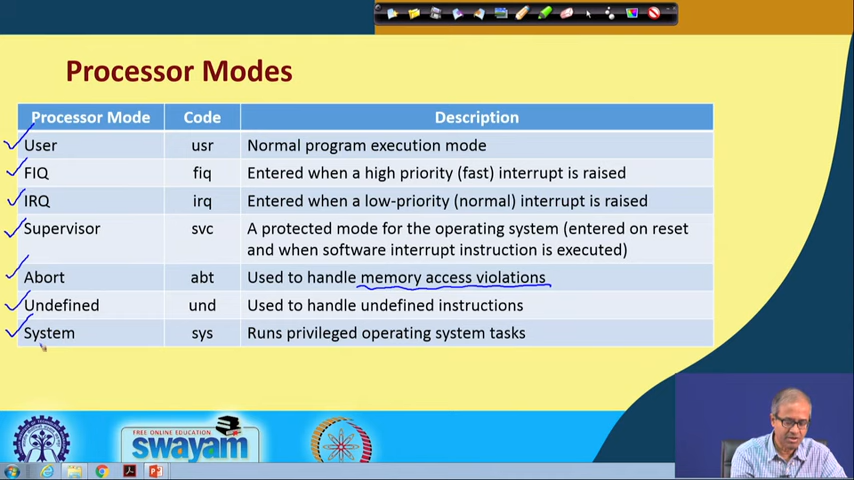 Processor Modes
Processor Mode Code Description
User usr Normal program execution mode
FIQ fiq Entered when a high priority (fast) interrupt is raised
IRQ irq Entered when a low-priority (normal) interrupt is raised
Supervisor svc A protected mode for the operating system (entered on reset
and when software interrupt instruction is executed)
Abort abt Used to handle memory access violations
Undefined und Used to handle undefined instructions
System sys Runs privileged operating system tasks
FREE ONLINE EDUCATION
swayam